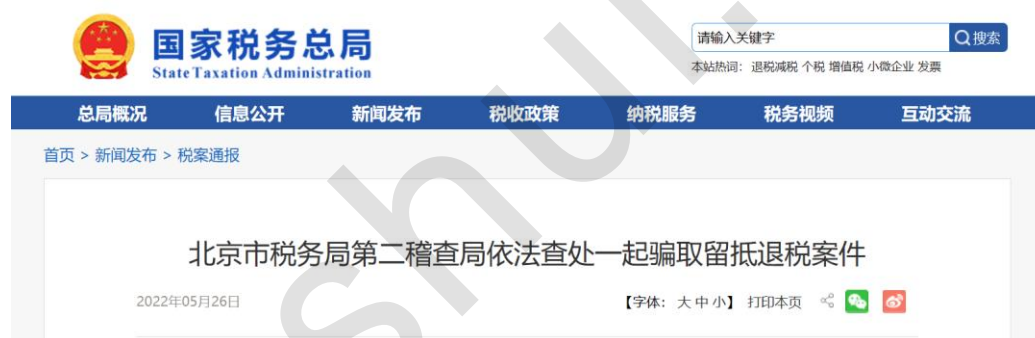 国家税务总局
State Taxation Administration
请输入关键字
搜索
本站热词： 退税减税 个税 增值税 小微企业 发票
总局概况 信息公开 新闻发布 税收政策 纳税服务 税务视频 互动交流
首页 > 新闻发布 > 税案通报
北京市税务局第二稽查局依法查处一起骗取留抵退税案件
2022年05月26日
【字体： 大 中 小】 打印本页
shui.